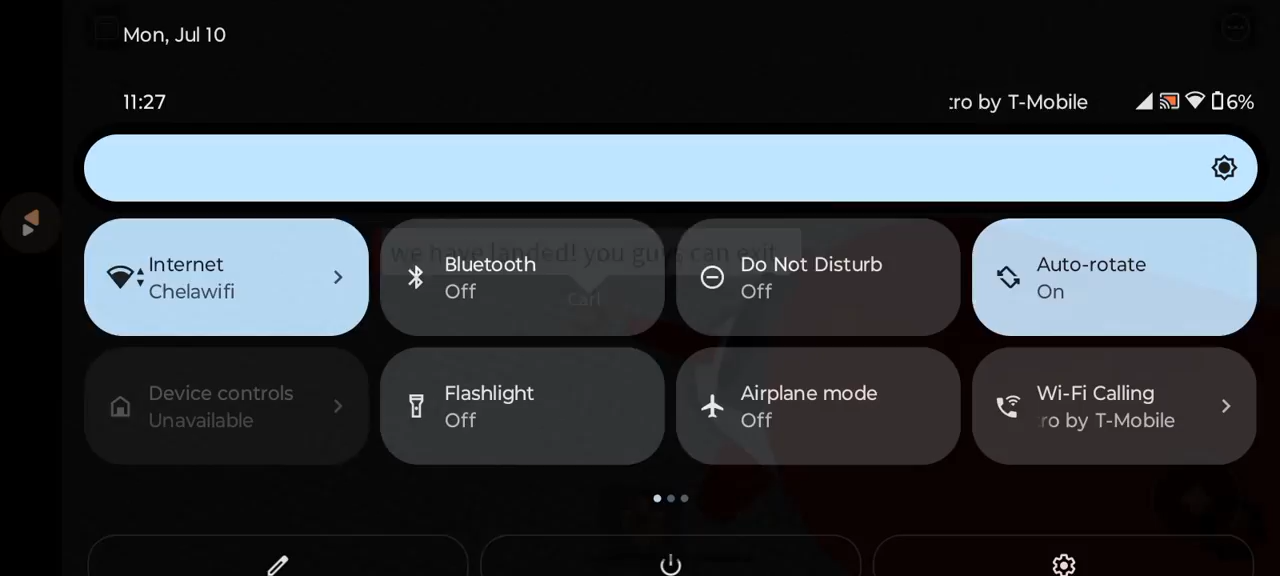 Mon, Jul 10
11:27
tro by T-Mobile
6%
we have landed! you guys can exit
Carl
Internet
Chelawifi
Bluetooth
Off
Do Not Disturb
Off
Auto-rotate
On
Device controls
Unavailable
Flashlight
Off
Airplane mode
Off
Wi-Fi Calling
ro by T-Mobile